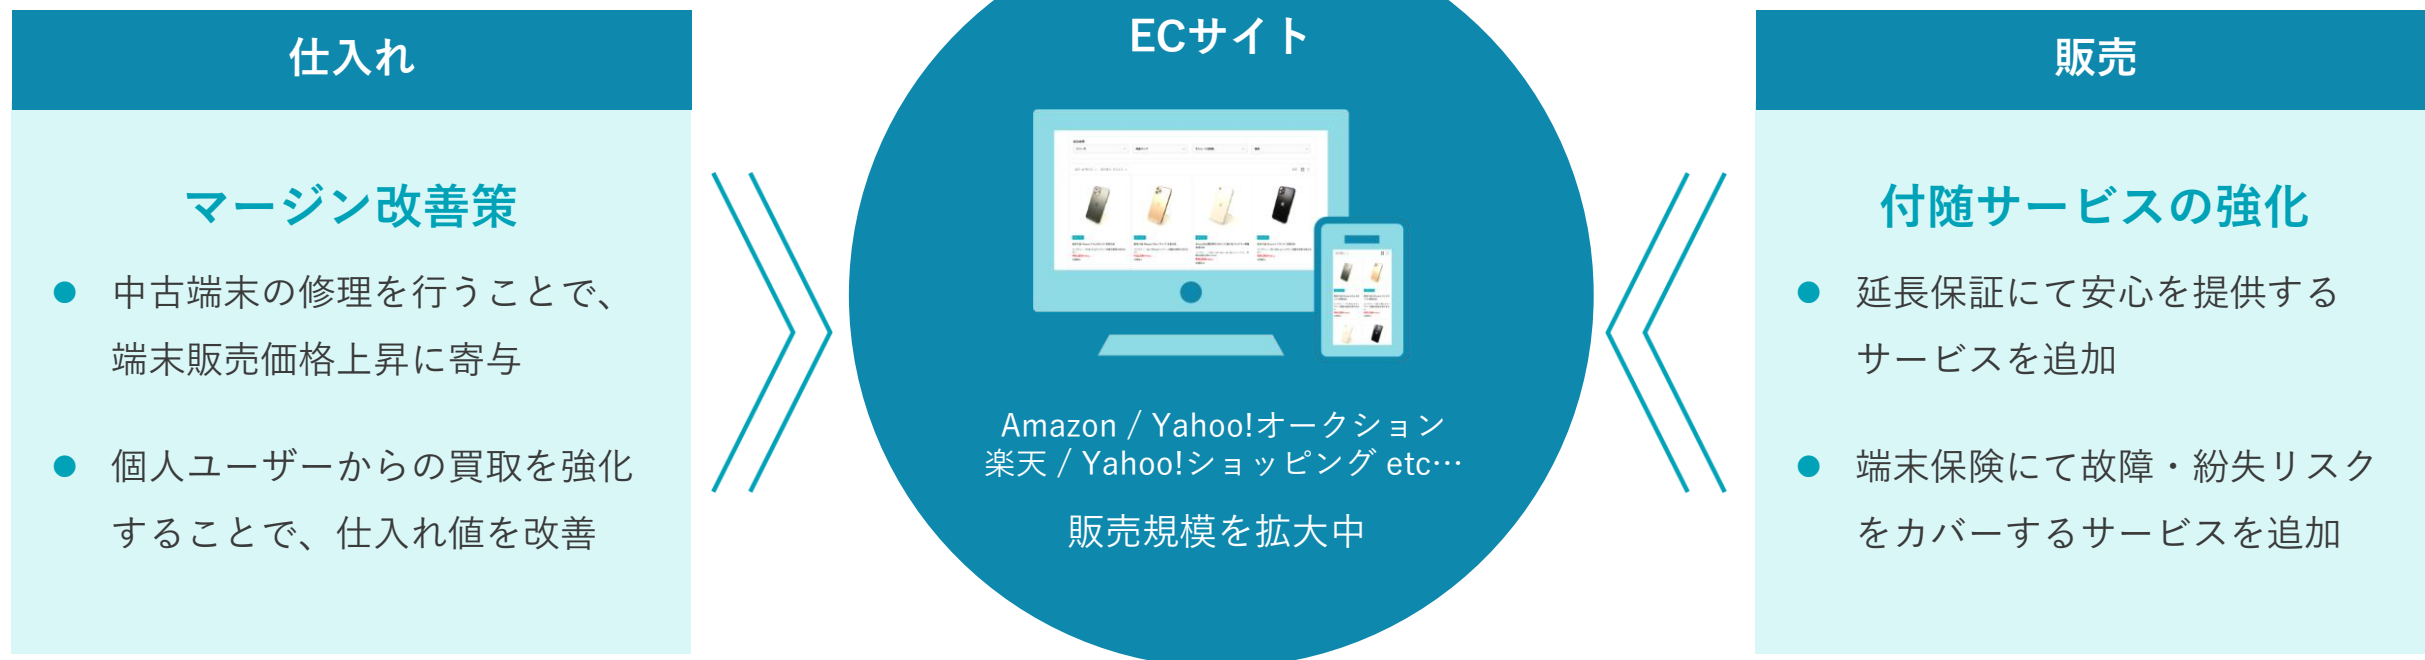 仕入れ
マージン改善策
● 中古端末の修理を行うことで、
端末販売価格上昇に寄与
● 個人ユーザーからの買取を強化
することで、仕入れ値を改善
ECサイト
Amazon / Yahoo!オークション
楽天 / Yahoo!ショッピング etc…
販売規模を拡大中
販売
付随サービスの強化
● 延長保証にて安心を提供する
サービスを追加
● 端末保険にて故障・紛失リスク
をカバーするサービスを追加